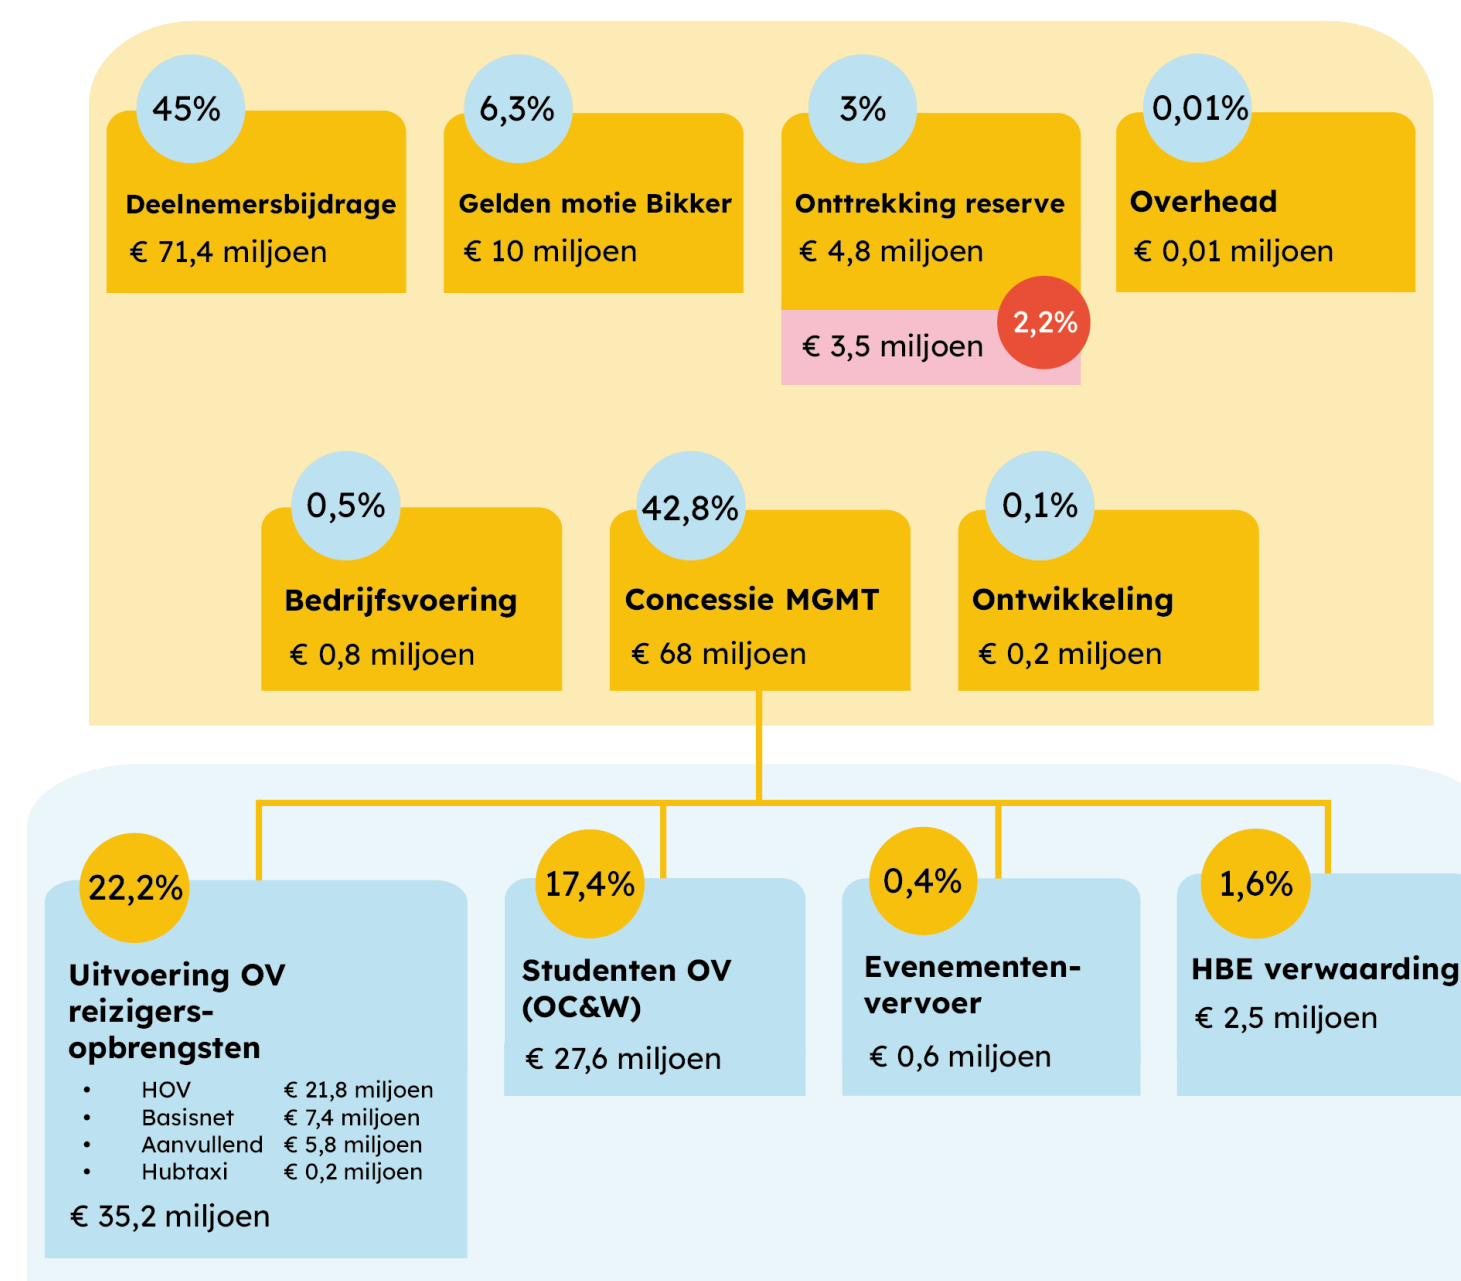 45%
Deelnemersbijdrage
€ 71,4 miljoen
6,3%
Gelden motie Bikker
€ 10 miljoen
3%
Onttrekking reserve
€ 4,8 miljoen
2,2%
€ 3,5 miljoen
0,01%
Overhead
€ 0,01 miljoen
0,5%
Bedrijfsvoering
€ 0,8 miljoen
42,8%
Concessie MGMT
€ 68 miljoen
0,1%
Ontwikkeling
€ 0,2 miljoen
22,2%
Uitvoering OV
reizigers-
opbrengsten
• HOV € 21,8 miljoen
• Basisnet € 7,4 miljoen
• Aanvullend € 5,8 miljoen
• Hubtaxi € 0,2 miljoen
€ 35,2 miljoen
17,4%
Studenten OV
(OC&W)
€ 27,6 miljoen
0,4%
Evenementen-
vervoer
€ 0,6 miljoen
1,6%
HBE verwaarding
€ 2,5 miljoen